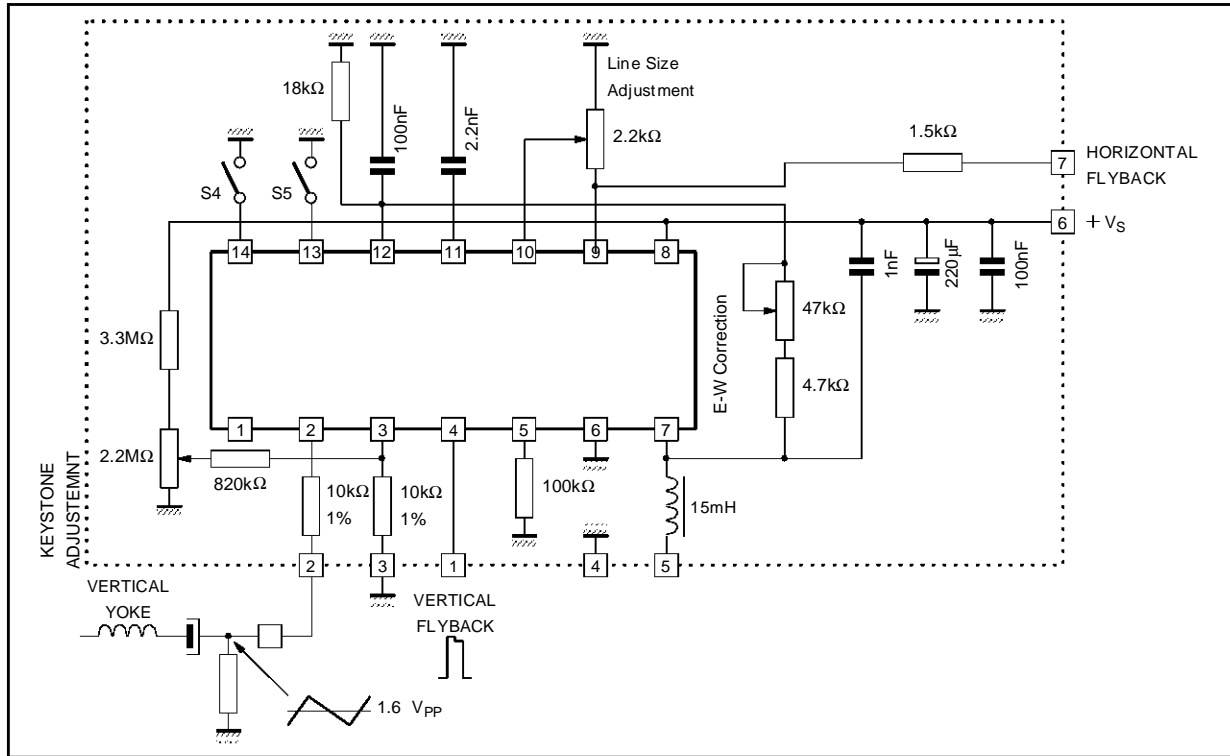 Line Size
Adjustment
18kΩ
100nF
2.2nF
2.2kΩ
1.5kΩ
7
HORIZONTAL
FLYBACK
S4
S5
6
+ VS
14
13
12
11
10
9
8
1nF
220µF
100nF
3.3MΩ
47kΩ
E-W Correction
4.7kΩ
1
2
3
4
5
6
7
2.2MΩ
820kΩ
10kΩ
1%
10kΩ
1%
100kΩ
15mH
KEYSTONE
ADJUSTEMNT
2
3
1
4
5
VERTICAL
YOKE
VERTICAL
FLYBACK
1.6 VPP